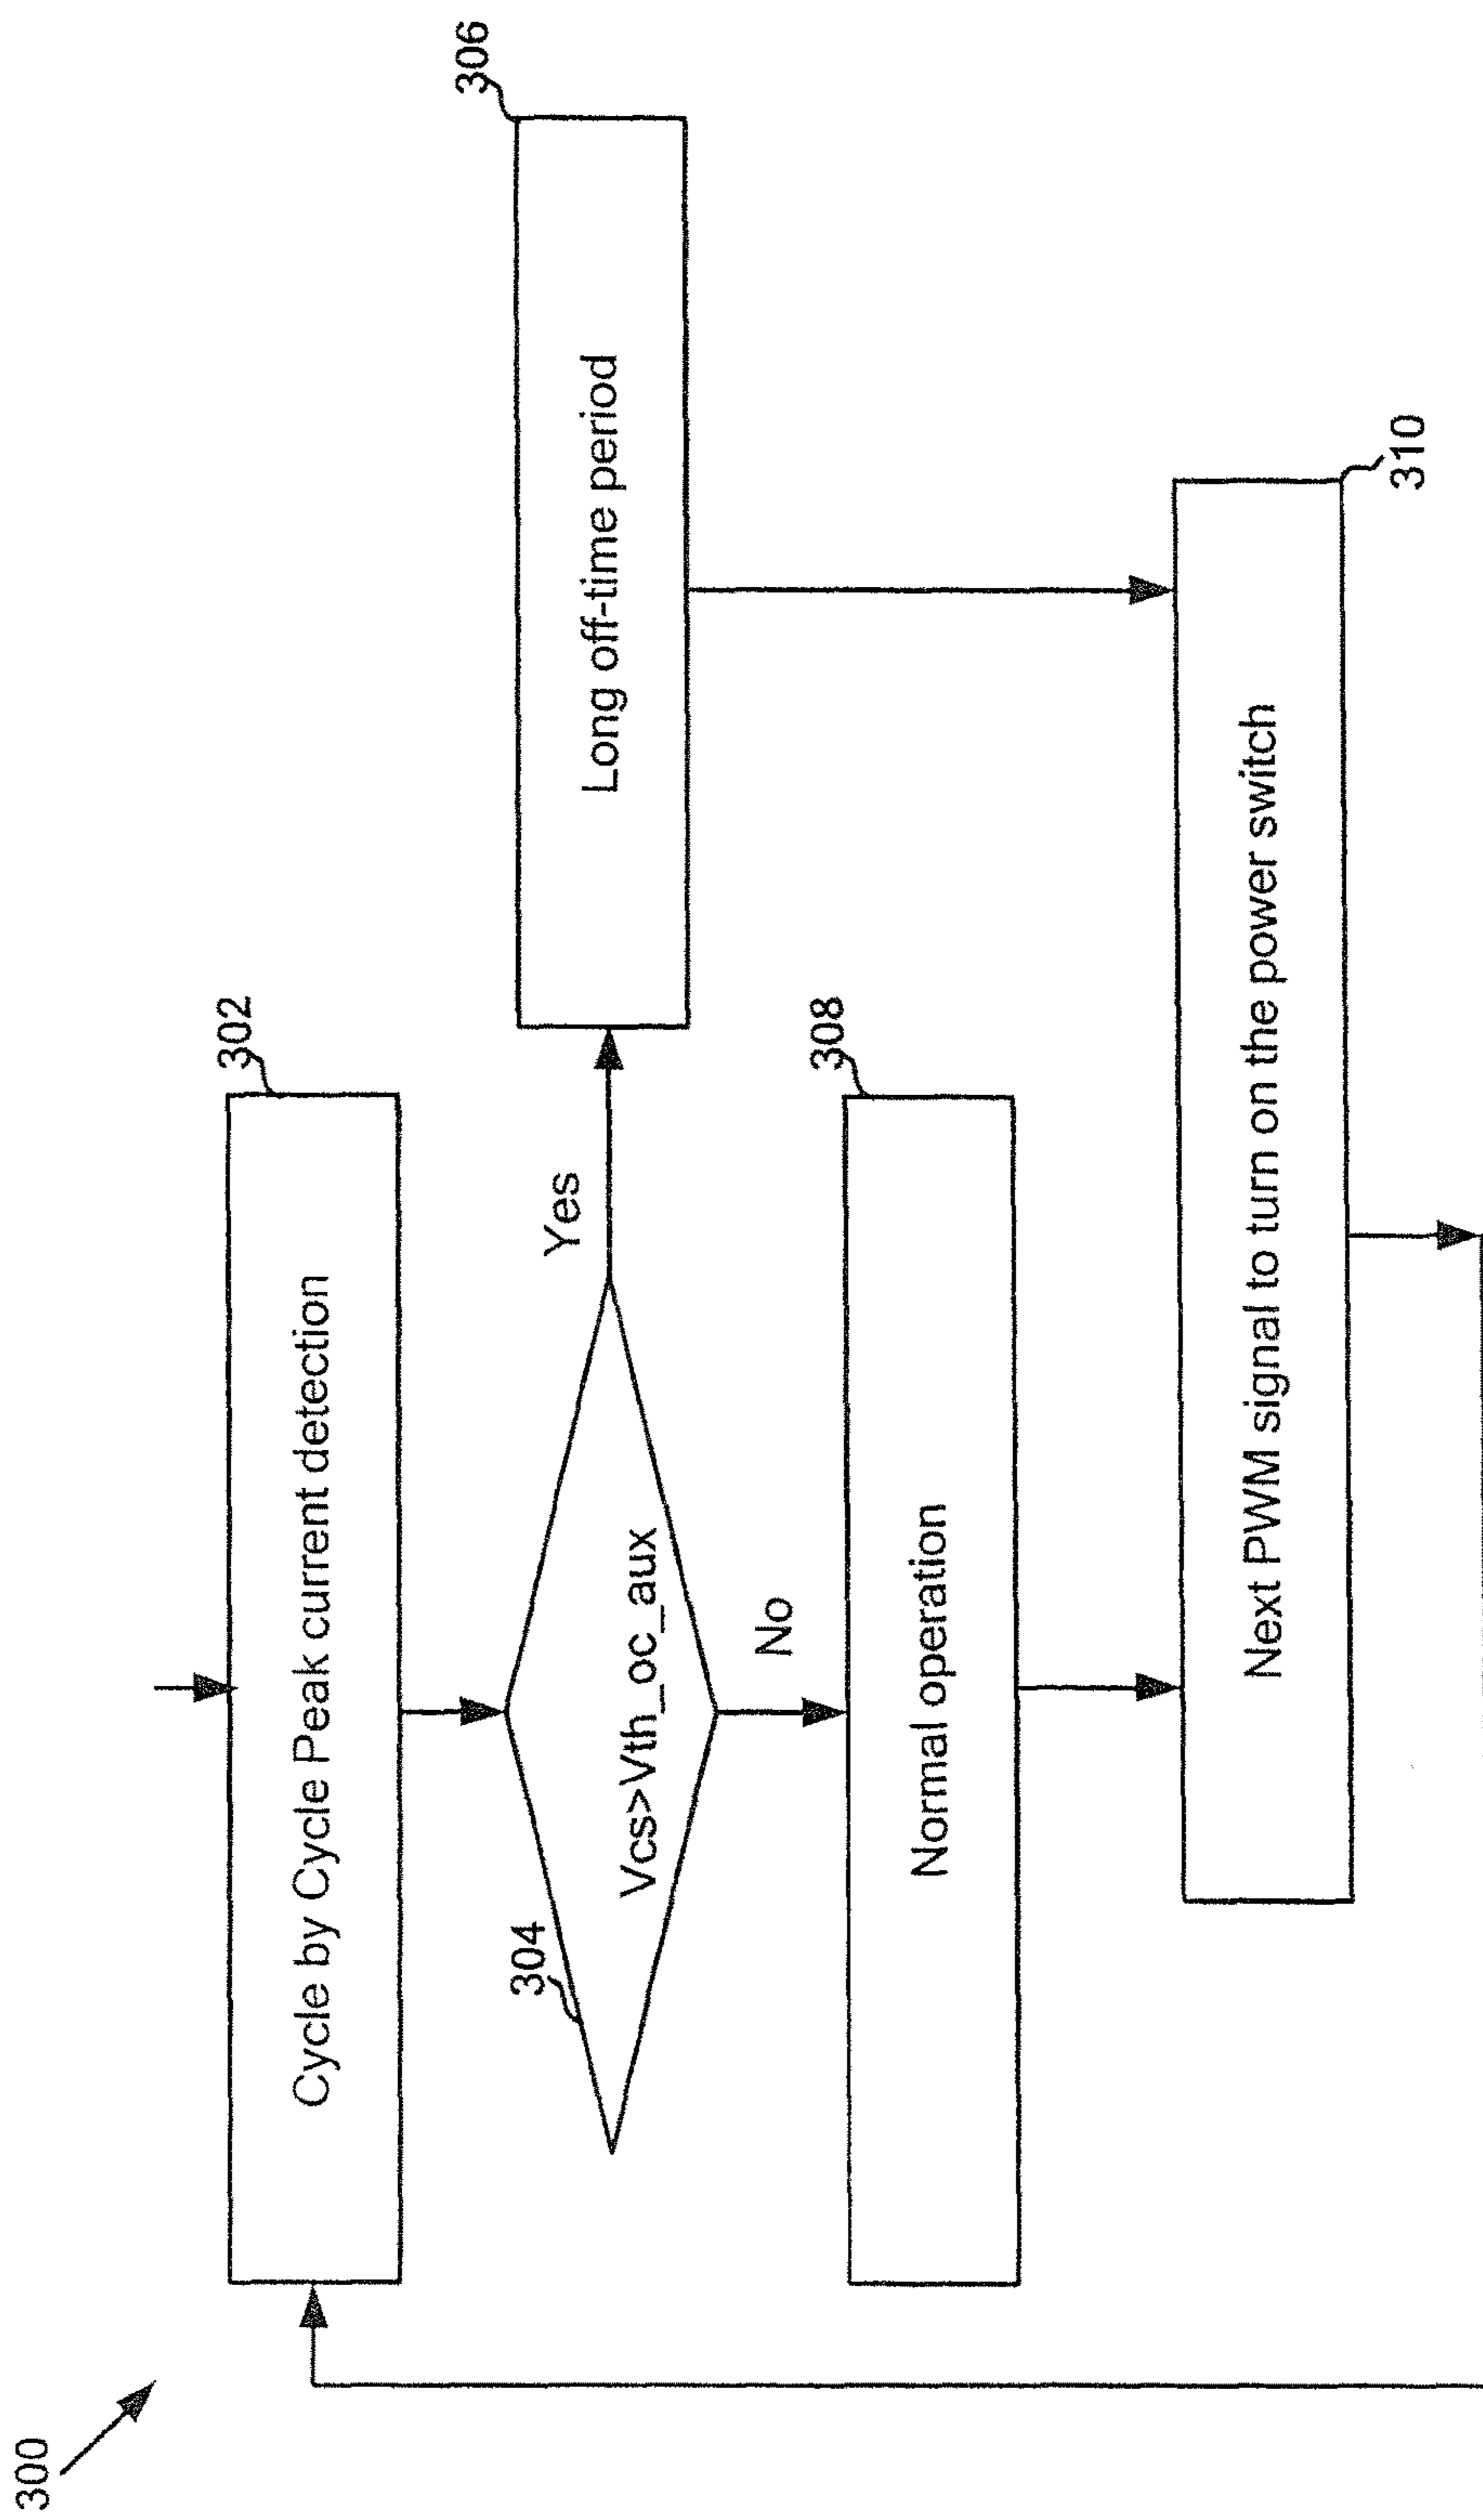 300
302
Cycle by Cycle Peak current detection
304
Vcs>Vth_oc_aux
Yes
306
Long off-time period
No
308
Normal operation
Next PWM signal to turn on the power switch
310